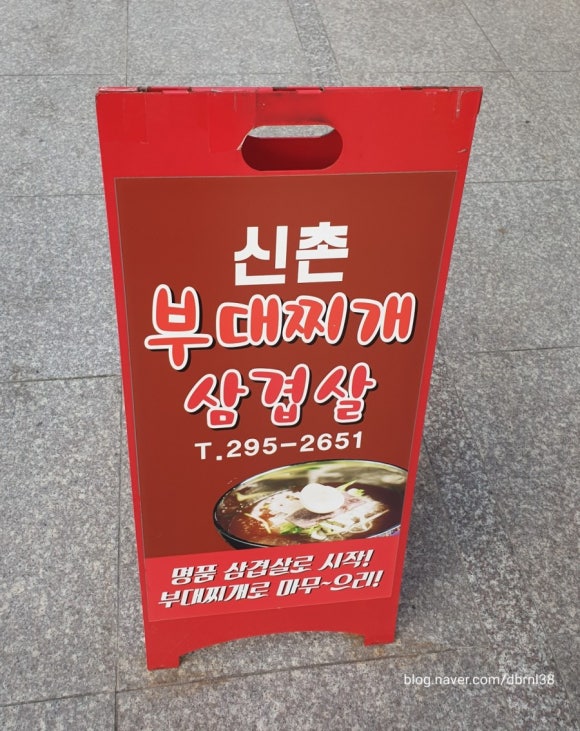 신촌
부대찌개
삼겹살
T.295-2651
명품 삼겹살로 시작!
부대찌개로 마무~으리!
blog.naver.com/dbrnl38